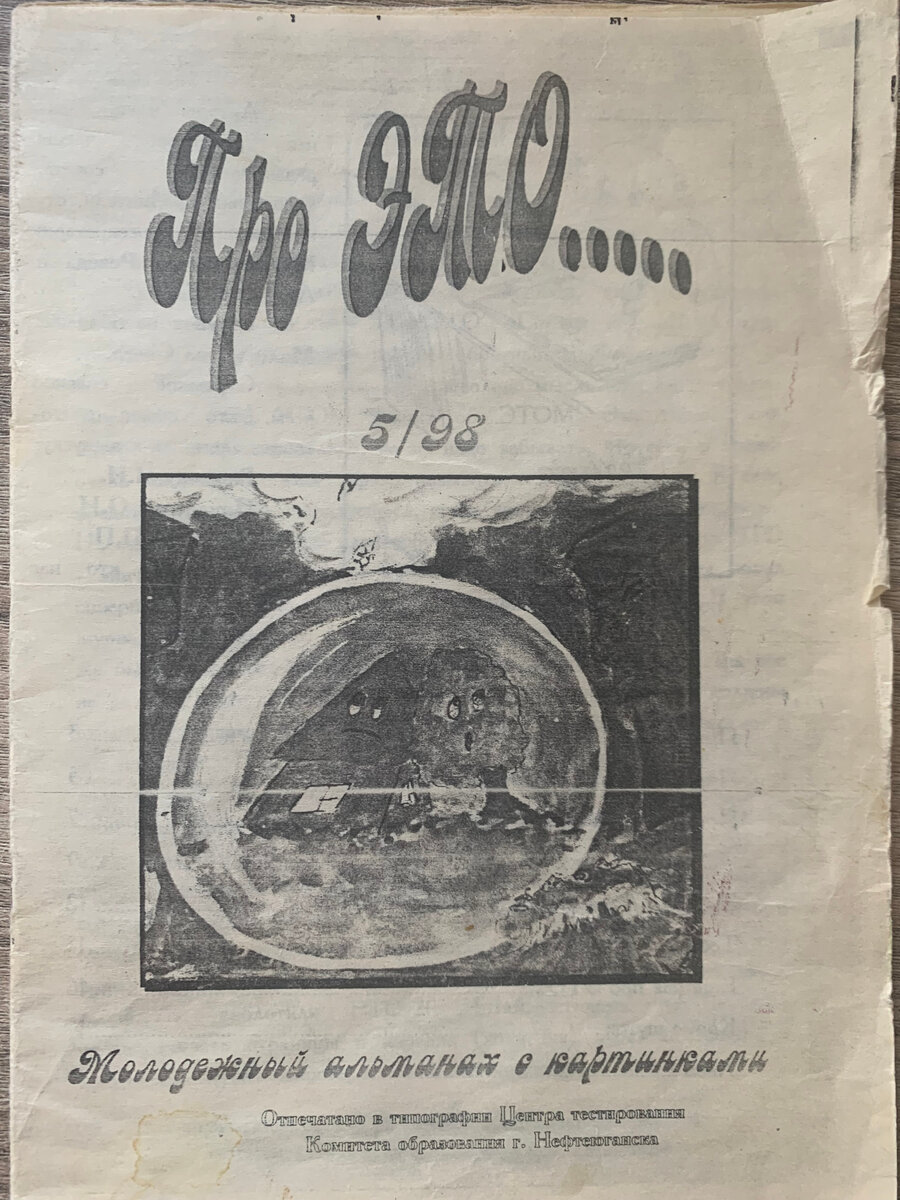 Про ЭТО.....
5/98
Молодежный альманах с картинками
Отпечатано в типографии Центра тестирования
Комитета образования г. Нефтеюганска